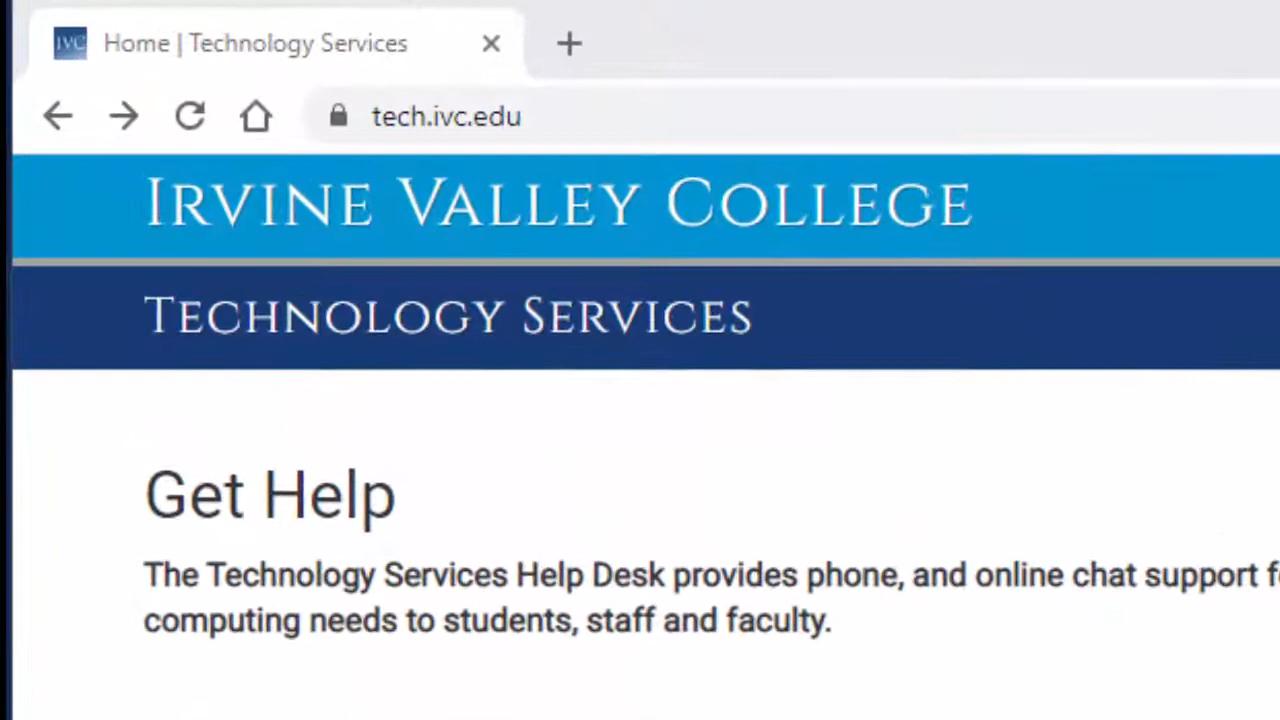 IVC Home | Technology Services
tech.ivc.edu
Irvine Valley College
Technology Services
Get Help
The Technology Services Help Desk provides phone, and online chat support
computing needs to students, staff and faculty.